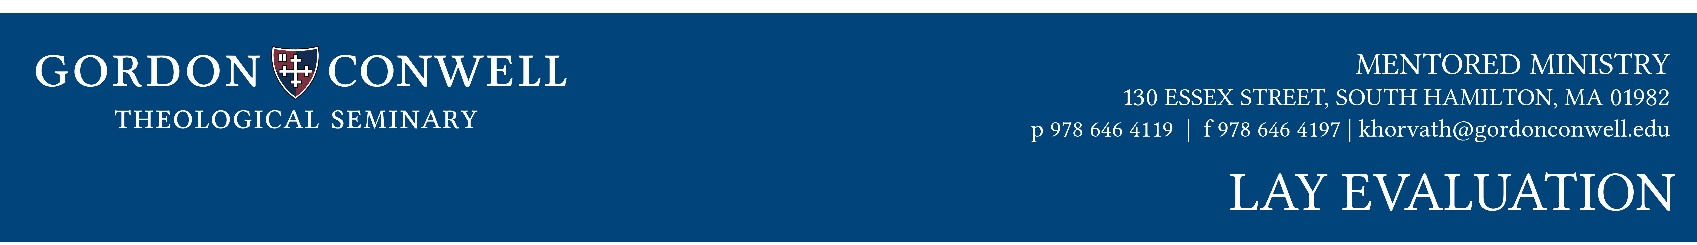 GORDON CONWELL
THEOLOGICAL SEMINARY
MENTORED MINISTRY
130 ESSEX STREET, SOUTH HAMILTON, MA 01982
p 978 646 4119 | f 978 646 4197 | khorvath@gordonconwell.edu
LAY EVALUATION